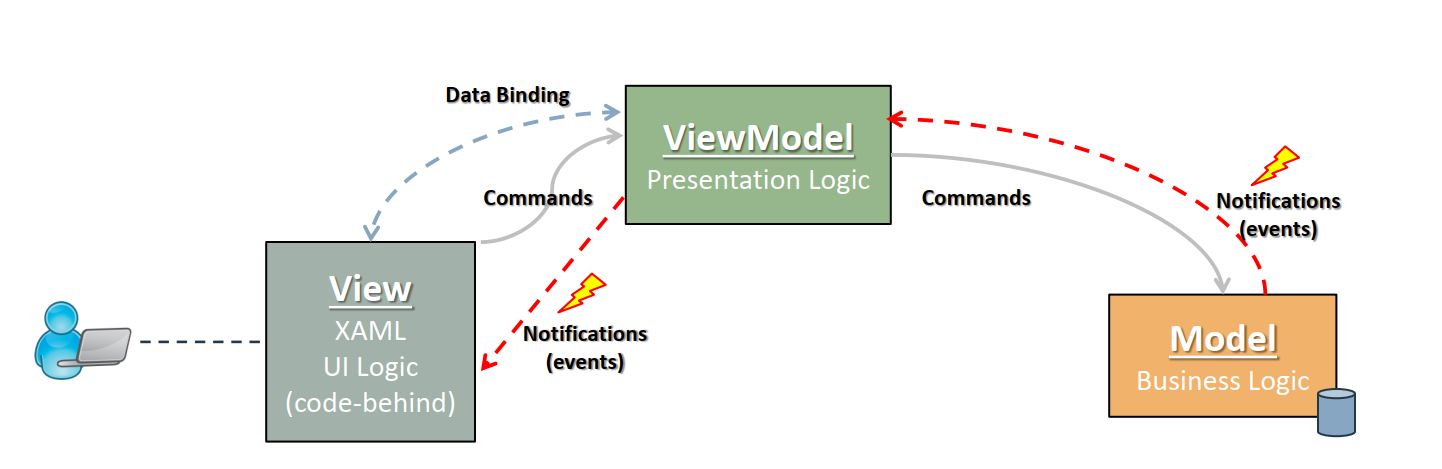 Data Binding
ViewModel
Presentation Logic
Commands
Commands
Notifications
(events)
View
XAML
UI Logic
(code-behind)
Notifications
(events)
Model
Business Logic